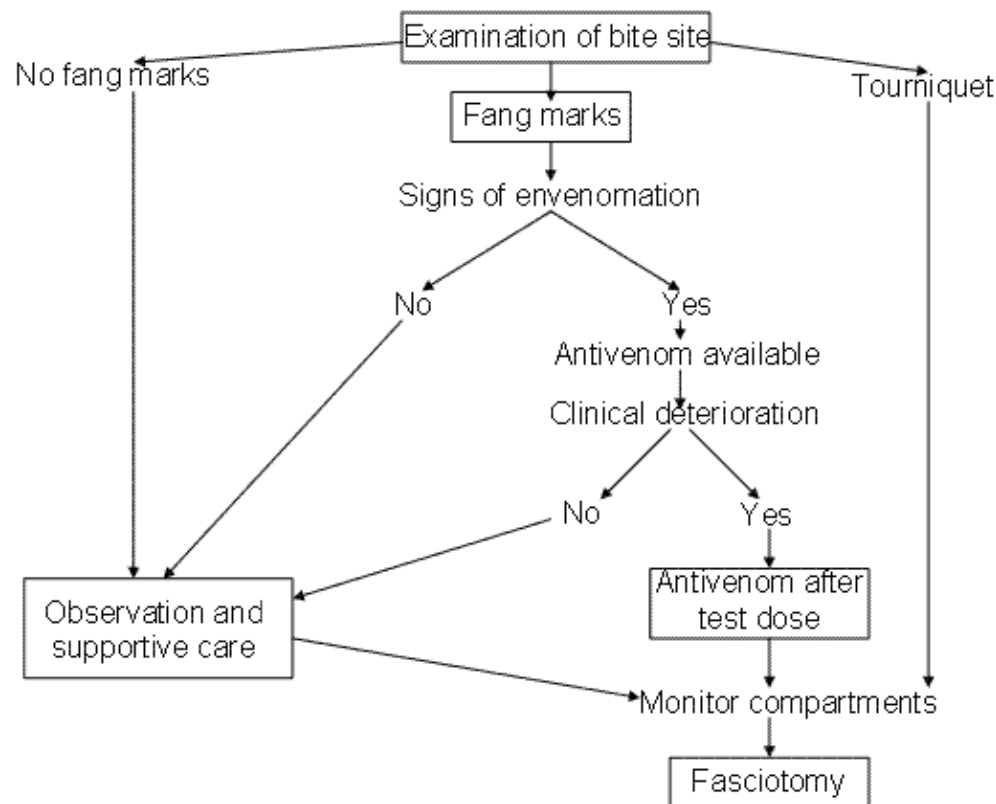 Examination of bite site
No fang marks
Tourniquet
Fang marks
Signs of envenomation
No
Yes
Antivenom available
Clinical deterioration
No
Yes
Antivenom after
test dose
Observation and
supportive care
Monitor compartments
Fasciotomy